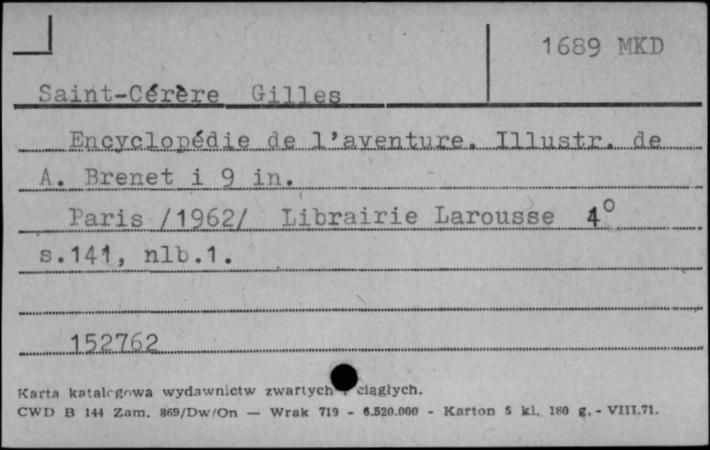 1689 MKD
Saint-Cérère Gilles
Encyclopédie de l'aventure. Illustr. de
A. Brenet i 9 in.
Paris /1962/ Librairie Larousse 4°
s.141, nlb.1.
152762
Karta katalogowa wydawnictw zwartych i ciągłych.
CWD B 144 Zam. 869/Dw/On — Wrak 719 - 6.520.000 - Karton 5 kl. 180 g. - VIII.71.